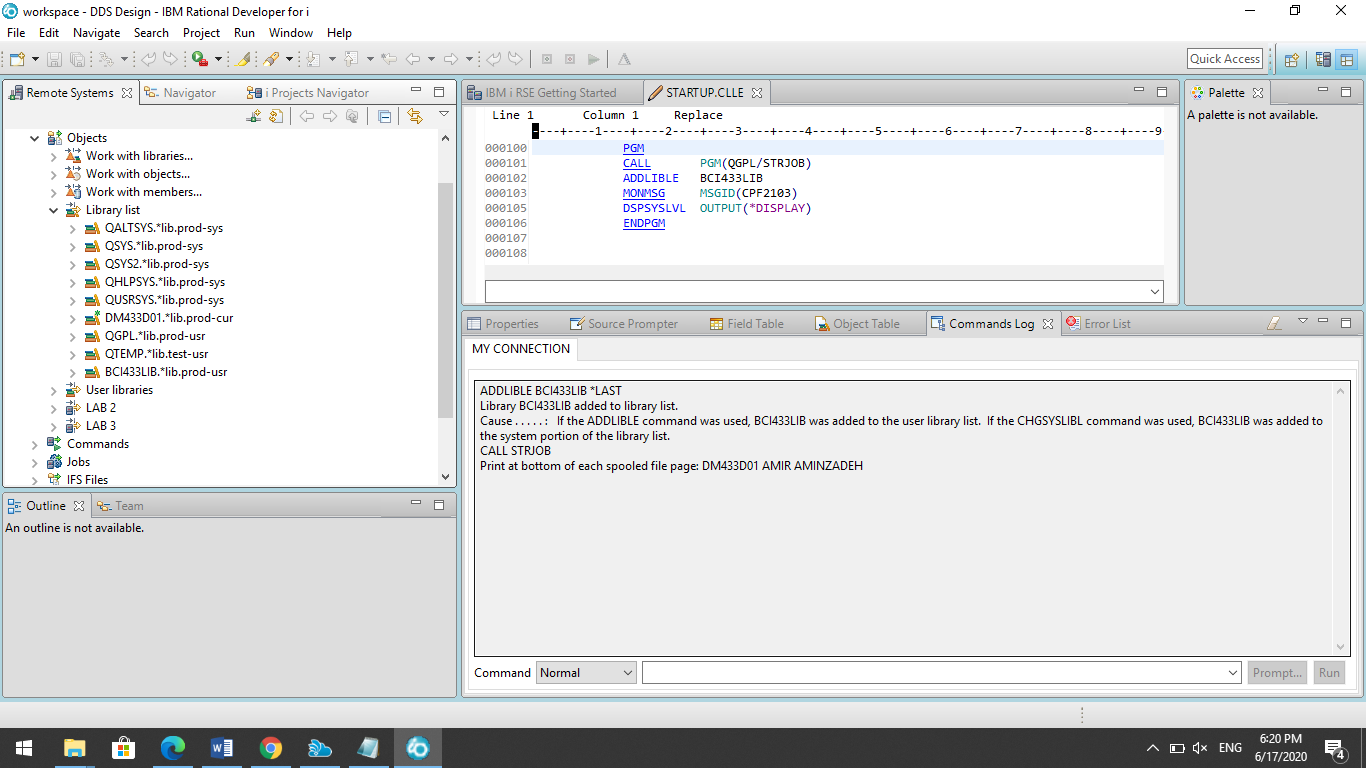 workspace - DDS Design - IBM Rational Developer for i
File Edit Navigate Search Project Run Window Help
Quick Access
Remote Systems Navigator i Projects Navigator
Objects
Work with libraries...
Work with objects...
Work with members...
Library list
QALTSYS.*lib.prod-sys
QSYS.*lib.prod-sys
QSYS2.*lib.prod-sys
QHLPSYS.*lib.prod-sys
QUSRSYS.*lib.prod-sys
DM433D01.*lib.prod-cur
QGPL.*lib.prod-usr
QTEMP.*lib.test-usr
BCI433LIB.*lib.prod-usr
User libraries
LAB 2
LAB 3
Commands
Jobs
IFS Files
Outline Team
An outline is not available.
IBM i RSE Getting Started STARTUP.CLLE
Line 1 Column 1 Replace
----+----1----+----2----+----3----+----4----+----5----+----6----+----7----+----8----+----9
000100 PGM
000101 CALL PGM(QGPL/STRJOB)
000102 ADDLIBLE BCI433LIB
000103 MONMSG MSGID(CPF2103)
000105 DSPSYSLVL OUTPUT(*DISPLAY)
000106 ENDPGM
000107
000108
Palette
A palette is not available.
Properties Source Prompter Field Table Object Table Commands Log Error List
MY CONNECTION
ADDLIBLE BCI433LIB *LAST
Library BCI433LIB added to library list.
Cause . . . . . : If the ADDLIBLE command was used, BCI433LIB was added to the user library list. If the CHGSYSLIBL command was used, BCI433LIB was added to
the system portion of the library list.
CALL STRJOB
Print at bottom of each spooled file page: DM433D01 AMIR AMINZADEH
Command Normal Prompt... Run
ENG
6:20 PM
6/17/2020
4